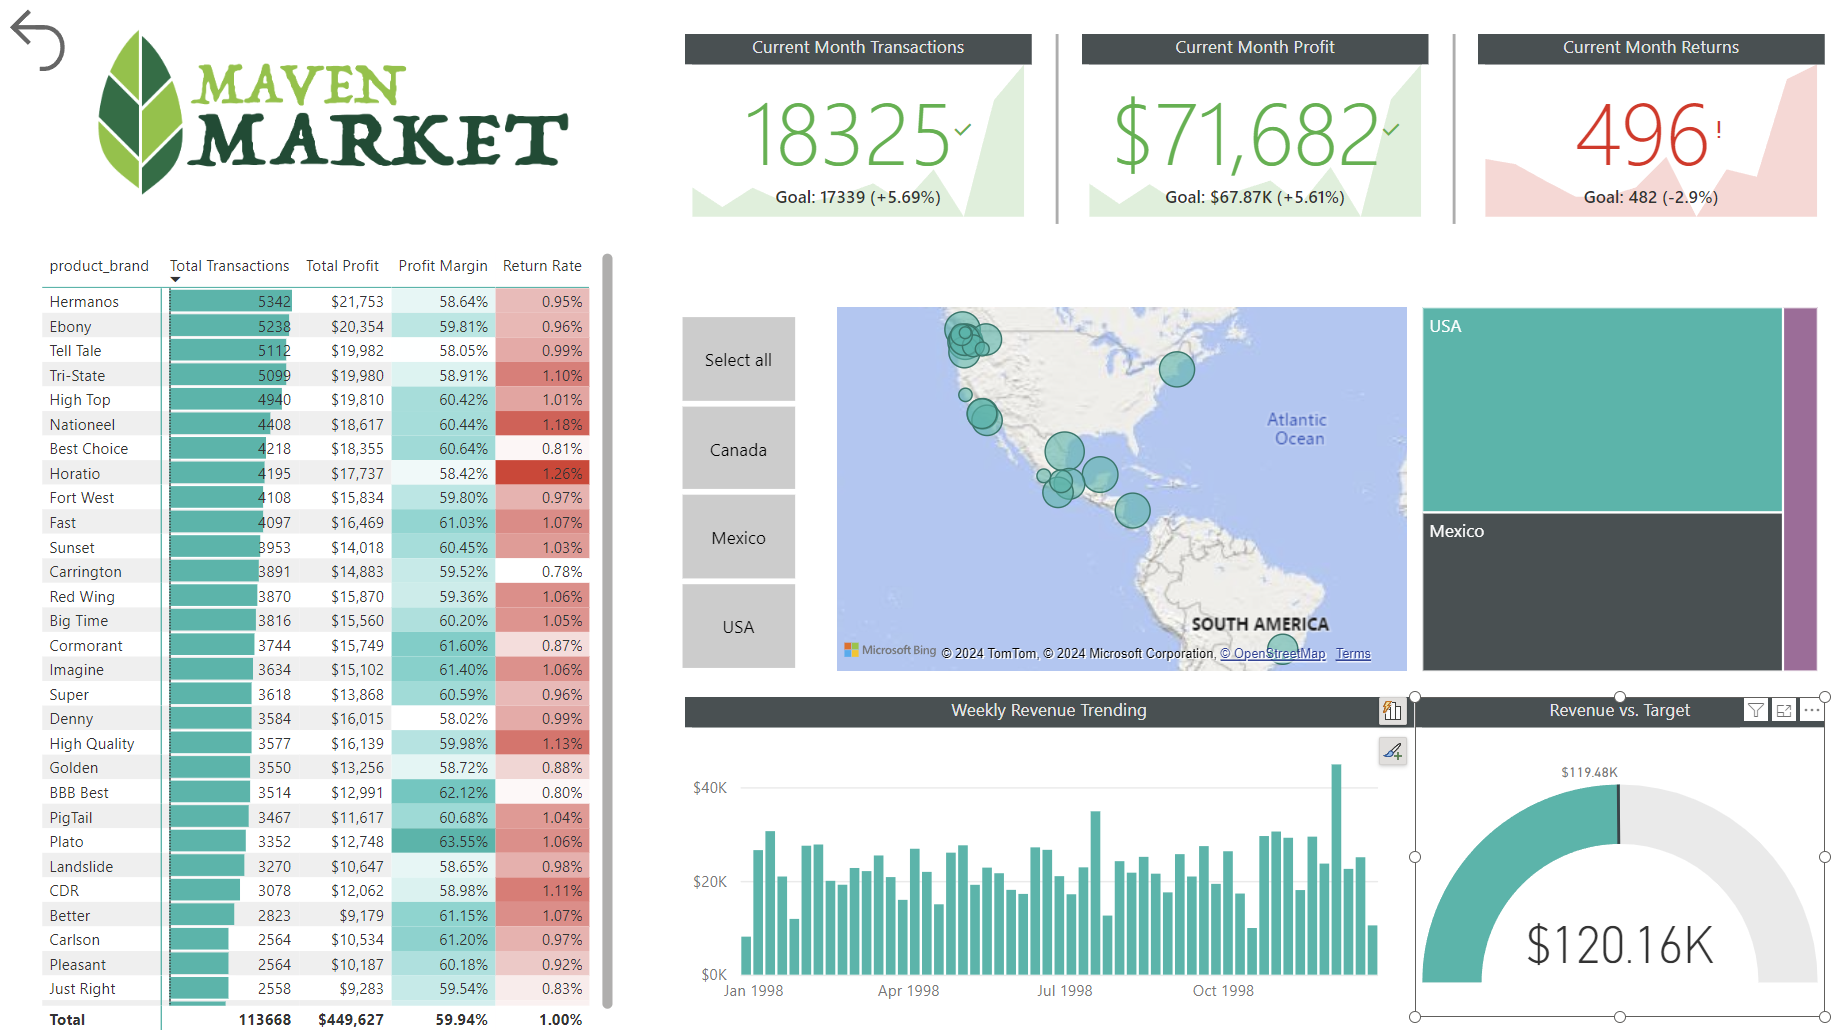 MAVEN
MARKET
Current Month Transactions
18325
Goal: 17339 (+5.69%)
Current Month Profit
$71,682
Goal: $67.87K (+5.61%)
Current Month Returns
496!
Goal: 482 (-2.9%)
product_brand Total Transactions Total Profit Profit Margin Return Rate
Hermanos 5342 $21,753 58.64% 0.95%
Ebony 5238 $20,354 59.81% 0.96%
Tell Tale 5112 $19,982 58.05% 0.99%
Tri-State 5099 $19,980 58.91% 1.10%
High Top 4940 $19,810 60.42% 1.01%
Nationeel 4408 $18,617 60.44% 1.18%
Best Choice 4218 $18,355 60.64% 0.81%
Horatio 4195 $17,737 58.42% 1.26%
Fort West 4108 $15,834 59.80% 0.97%
Fast 4097 $16,469 61.03% 1.07%
Sunset 3953 $14,018 60.45% 1.03%
Carrington 3891 $14,883 59.52% 0.78%
Red Wing 3870 $15,870 59.36% 1.06%
Big Time 3816 $15,560 60.20% 1.05%
Cormorant 3744 $15,749 61.60% 0.87%
Imagine 3634 $15,102 61.40% 1.06%
Super 3618 $13,868 60.59% 0.96%
Denny 3584 $16,015 58.02% 0.99%
High Quality 3577 $16,139 59.98% 1.13%
Golden 3550 $13,256 58.72% 0.88%
BBB Best 3514 $12,991 62.12% 0.80%
PigTail 3467 $11,617 60.68% 1.04%
Plato 3352 $12,748 63.55% 1.06%
Landslide 3270 $10,647 58.65% 0.98%
CDR 3078 $12,062 58.98% 1.11%
Better 2823 $9,179 61.15% 1.07%
Carlson 2564 $10,534 61.20% 0.97%
Pleasant 2564 $10,187 60.18% 0.92%
Just Right 2558 $9,283 59.54% 0.83%
Total 113668 $449,627 59.94% 1.00%
Select all
Canada
Mexico
USA
Atlantic
Ocean
SOUTH AMERICA
Microsoft Bing © 2024 TomTom, © 2024 Microsoft Corporation, © OpenStreetMap Terms
USA
Mexico
Weekly Revenue Trending
$40K
$20K
$0K
Jan 1998 Apr 1998 Jul 1998 Oct 1998
Revenue vs. Target
$119.48K
$120.16K